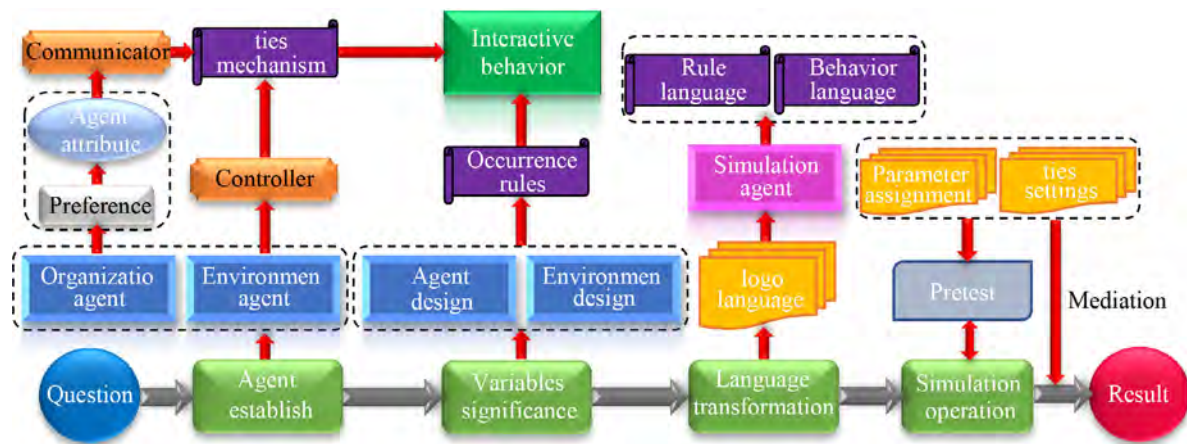 Communicator
ties
mechanism
Interactive
behavior
Rule
language
Behavior
language
Agent
attribute
Preference
Controller
Occurrence
rules
Simulation
agent
Parameter
assignment
ties
settings
Organizatio
agent
Environmen
agent
Agent
design
Environmen
design
logo
language
Pretest
Mediation
Question
Agent
establish
Variables
significance
Language
transformation
Simulation
operation
Result